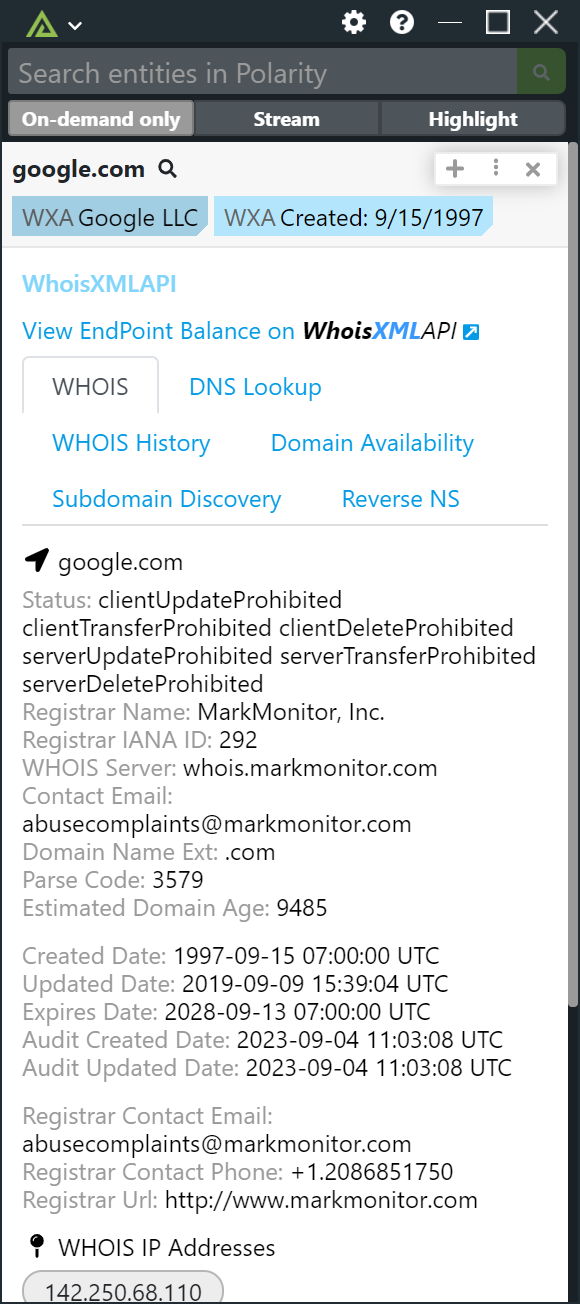 Search entities in Polarity
On-demand only Stream Highlight
google.com
WXA Google LLC WXA Created: 9/15/1997
WhoisXMLAPI
View EndPoint Balance on WhoisXMLAPI
WHOIS DNS Lookup
WHOIS History Domain Availability
Subdomain Discovery Reverse NS
google.com
Status: clientUpdateProhibited
clientTransferProhibited clientDeleteProhibited
serverUpdateProhibited serverTransferProhibited
serverDeleteProhibited
Registrar Name: MarkMonitor, Inc.
Registrar IANA ID: 292
WHOIS Server: whois.markmonitor.com
Contact Email:
abusecomplaints@markmonitor.com
Domain Name Ext: .com
Parse Code: 3579
Estimated Domain Age: 9485
Created Date: 1997-09-15 07:00:00 UTC
Updated Date: 2019-09-09 15:39:04 UTC
Expires Date: 2028-09-13 07:00:00 UTC
Audit Created Date: 2023-09-04 11:03:08 UTC
Audit Updated Date: 2023-09-04 11:03:08 UTC
Registrar Contact Email:
abusecomplaints@markmonitor.com
Registrar Contact Phone: +1.2086851750
Registrar Url: http://www.markmonitor.com
WHOIS IP Addresses
142.250.68.110